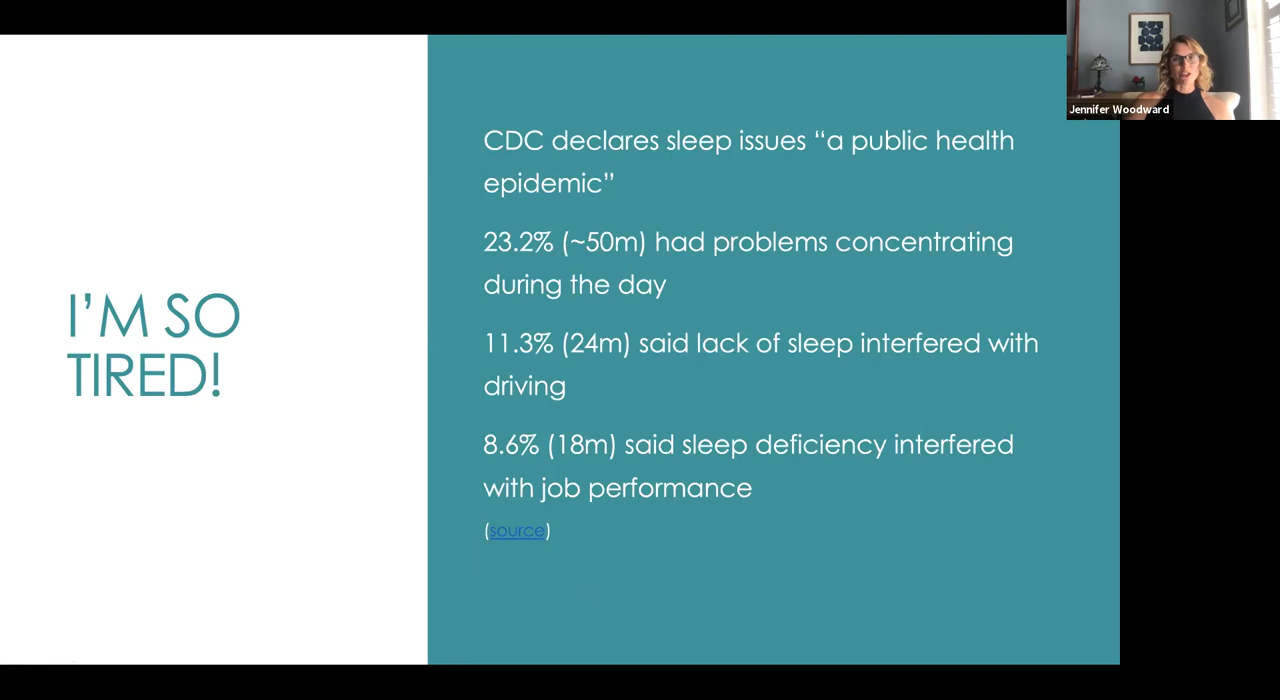 I’M SO
TIRED!
CDC declares sleep issues “a public health
epidemic”
23.2% (~50m) had problems concentrating
during the day
11.3% (24m) said lack of sleep interfered with
driving
8.6% (18m) said sleep deficiency interfered
with job performance
(source)
Jennifer Woodward